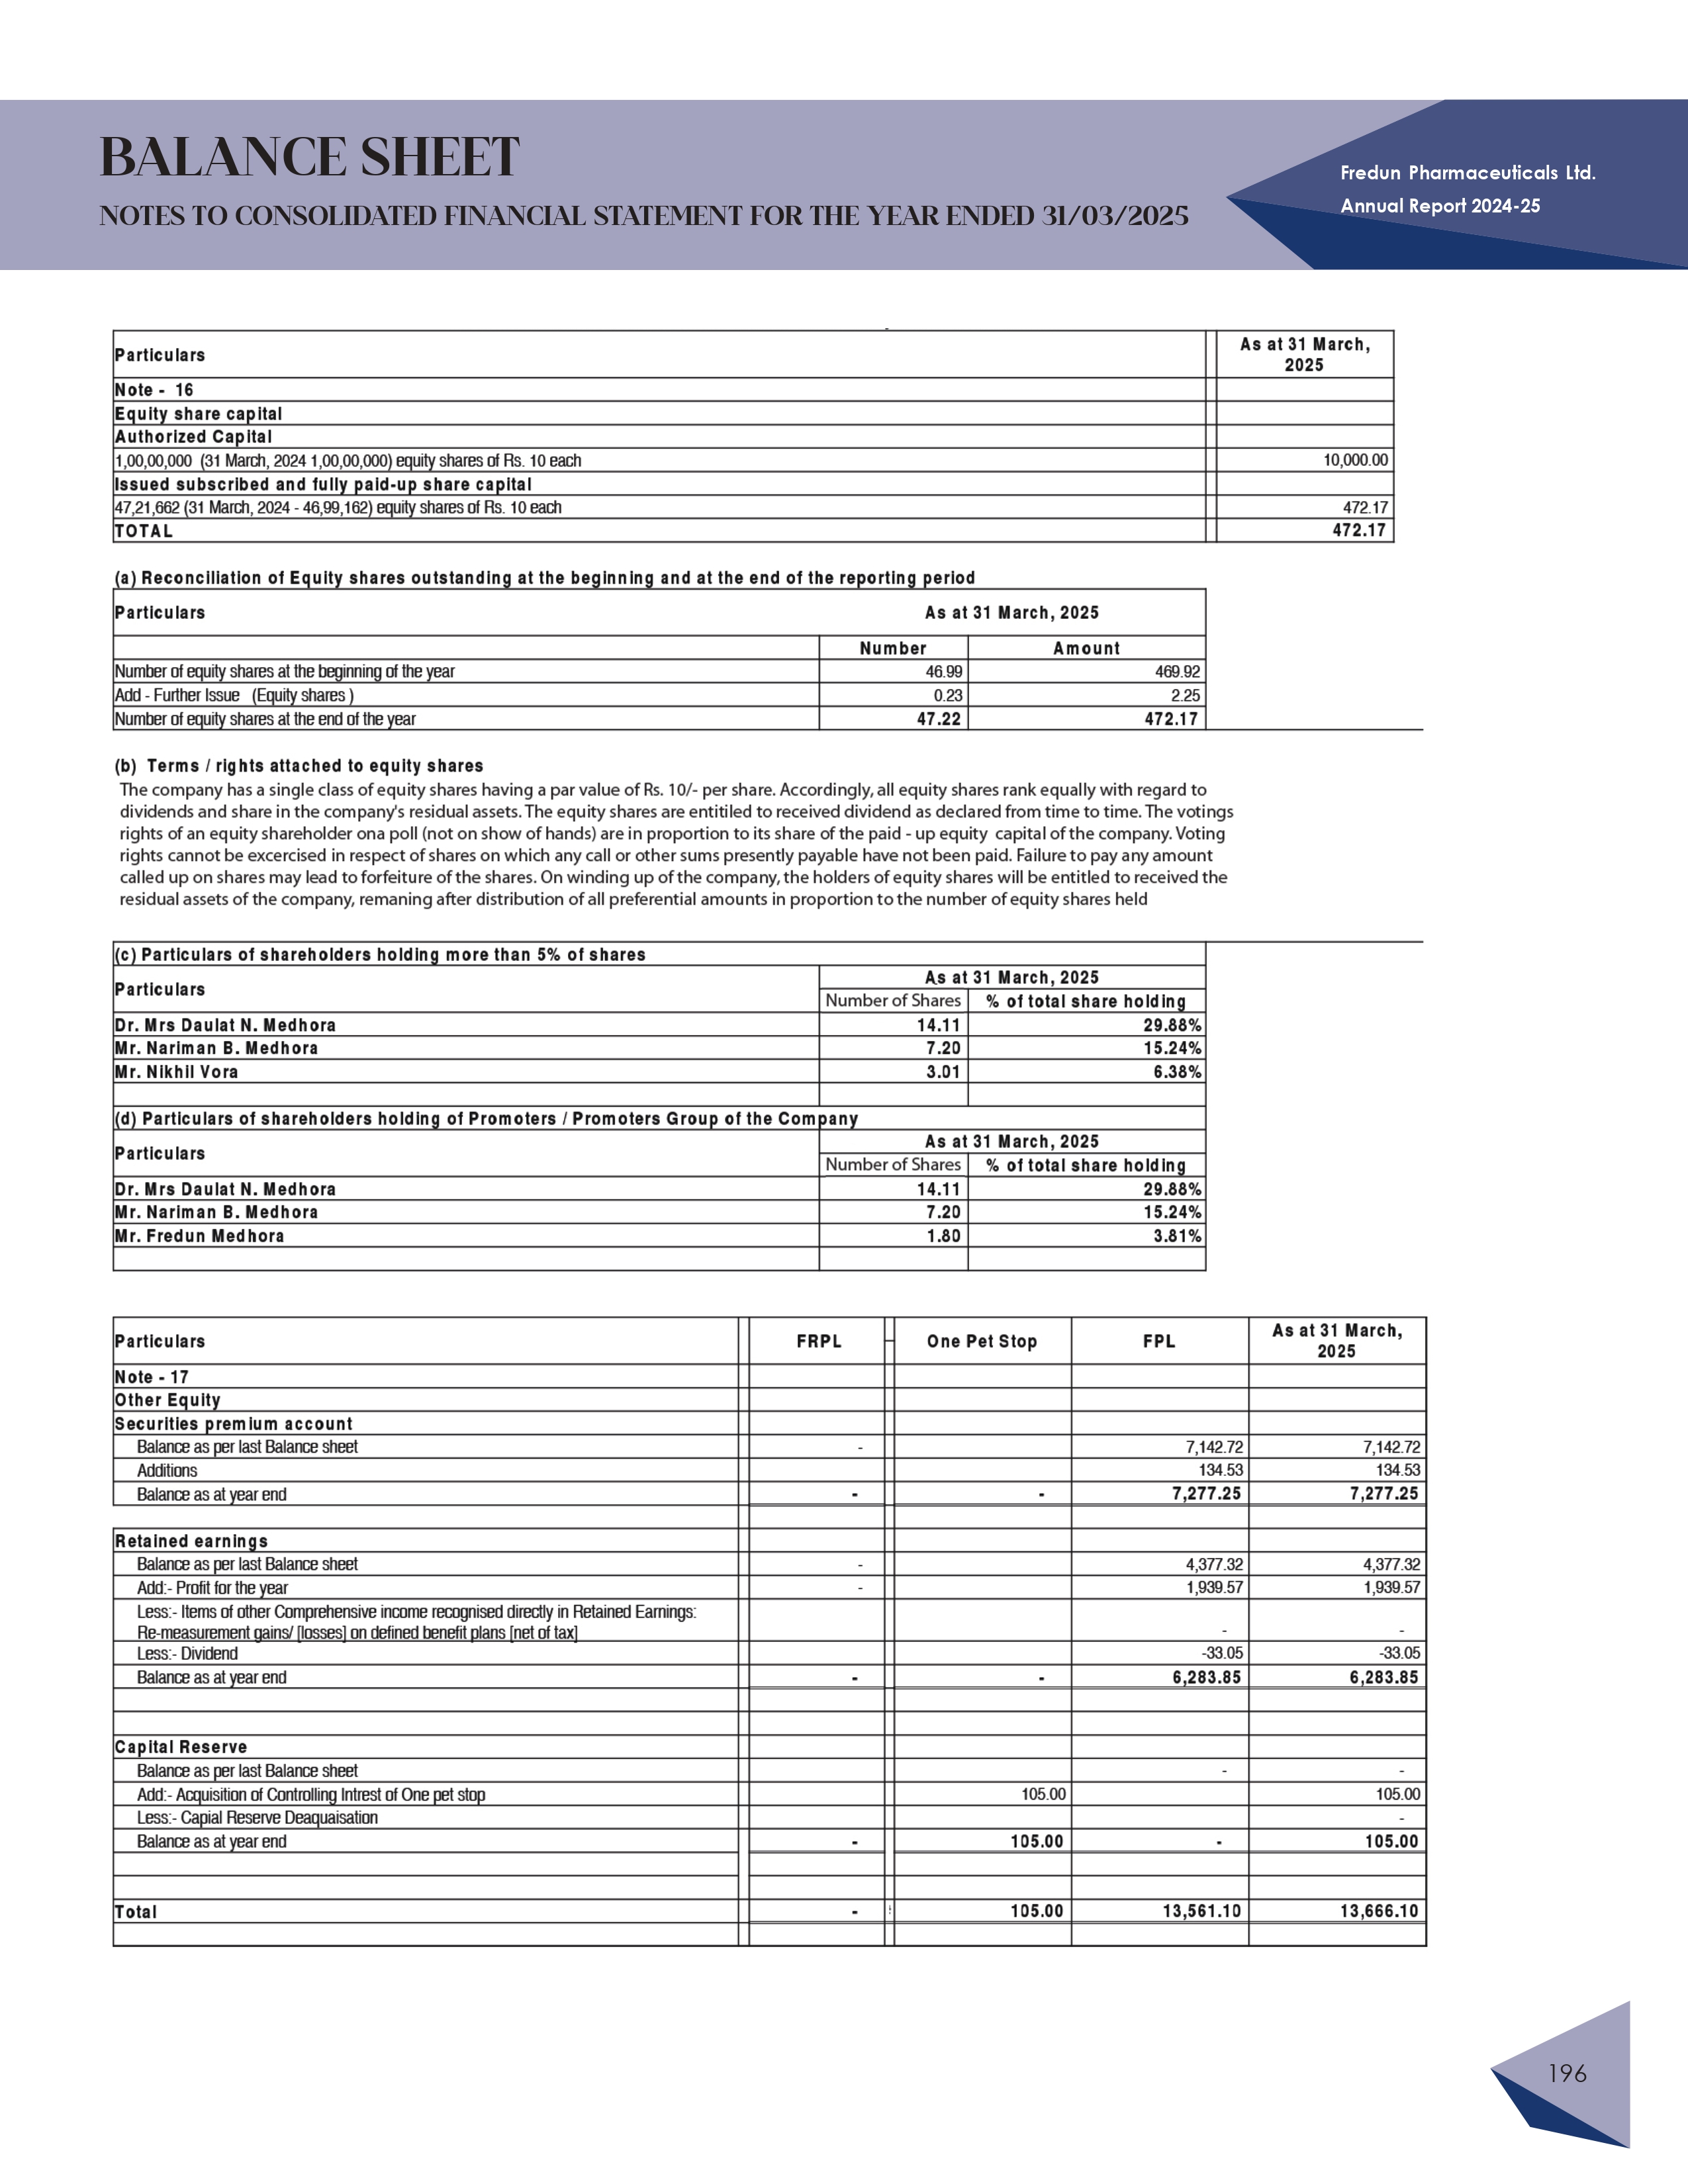 BALANCE SHEET
NOTES TO CONSOLIDATED FINANCIAL STATEMENT FOR THE YEAR ENDED 31/03/2025
Fredun Pharmaceuticals Ltd.
Annual Report 2024-25
Particulars As at 31 March, 2025
Note - 16
Equity share capital
Authorized Capital
1,00,00,000 (31 March, 2024 1,00,00,000) equity shares of Rs. 10 each 10,000.00
Issued subscribed and fully paid-up share capital
47,21,662 (31 March, 2024 - 46,99,162) equity shares of Rs. 10 each 472.17
TOTAL 472.17
(a) Reconciliation of Equity shares outstanding at the beginning and at the end of the reporting period
Particulars As at 31 March, 2025
Number Amount
Number of equity shares at the beginning of the year 46.99 469.92
Add - Further Issue (Equity shares ) 0.23 2.25
Number of equity shares at the end of the year 47.22 472.17
(b) Terms / rights attached to equity shares
The company has a single class of equity shares having a par value of Rs. 10/- per share. Accordingly, all equity shares rank equally with regard to
dividends and share in the company's residual assets. The equity shares are entitiled to received dividend as declared from time to time. The votings
rights of an equity shareholder ona poll (not on show of hands) are in proportion to its share of the paid - up equity capital of the company. Voting
rights cannot be excercised in respect of shares on which any call or other sums presently payable have not been paid. Failure to pay any amount
called up on shares may lead to forfeiture of the shares. On winding up of the company, the holders of equity shares will be entitled to received the
residual assets of the company, remaning after distribution of all preferential amounts in proportion to the number of equity shares held
(c) Particulars of shareholders holding more than 5% of shares
Particulars As at 31 March, 2025
Number of Shares % of total share holding
Dr. Mrs Daulat N. Medhora 14.11 29.88%
Mr. Nariman B. Medhora 7.20 15.24%
Mr. Nikhil Vora 3.01 6.38%
(d) Particulars of shareholders holding of Promoters / Promoters Group of the Company
Particulars As at 31 March, 2025
Number of Shares % of total share holding
Dr. Mrs Daulat N. Medhora 14.11 29.88%
Mr. Nariman B. Medhora 7.20 15.24%
Mr. Fredun Medhora 1.80 3.81%
Particulars FRPL One Pet Stop FPL As at 31 March, 2025
Note - 17
Other Equity
Securities premium account
Balance as per last Balance sheet - 7,142.72 7,142.72
Additions 134.53 134.53
Balance as at year end - - 7,277.25 7,277.25
Retained earnings
Balance as per last Balance sheet - 4,377.32 4,377.32
Add:- Profit for the year - 1,939.57 1,939.57
Less:- Items of other Comprehensive income recognised directly in Retained Earnings:
Re-measurement gains/ [losses] on defined benefit plans [net of tax] - -
Less:- Dividend -33.05 -33.05
Balance as at year end - - 6,283.85 6,283.85
Capital Reserve
Balance as per last Balance sheet - -
Add:- Acquisition of Controlling Intrest of One pet stop 105.00 105.00
Less:- Capial Reserve Deaquaisation -
Balance as at year end - 105.00 - 105.00
Total - 105.00 13,561.10 13,666.10
196